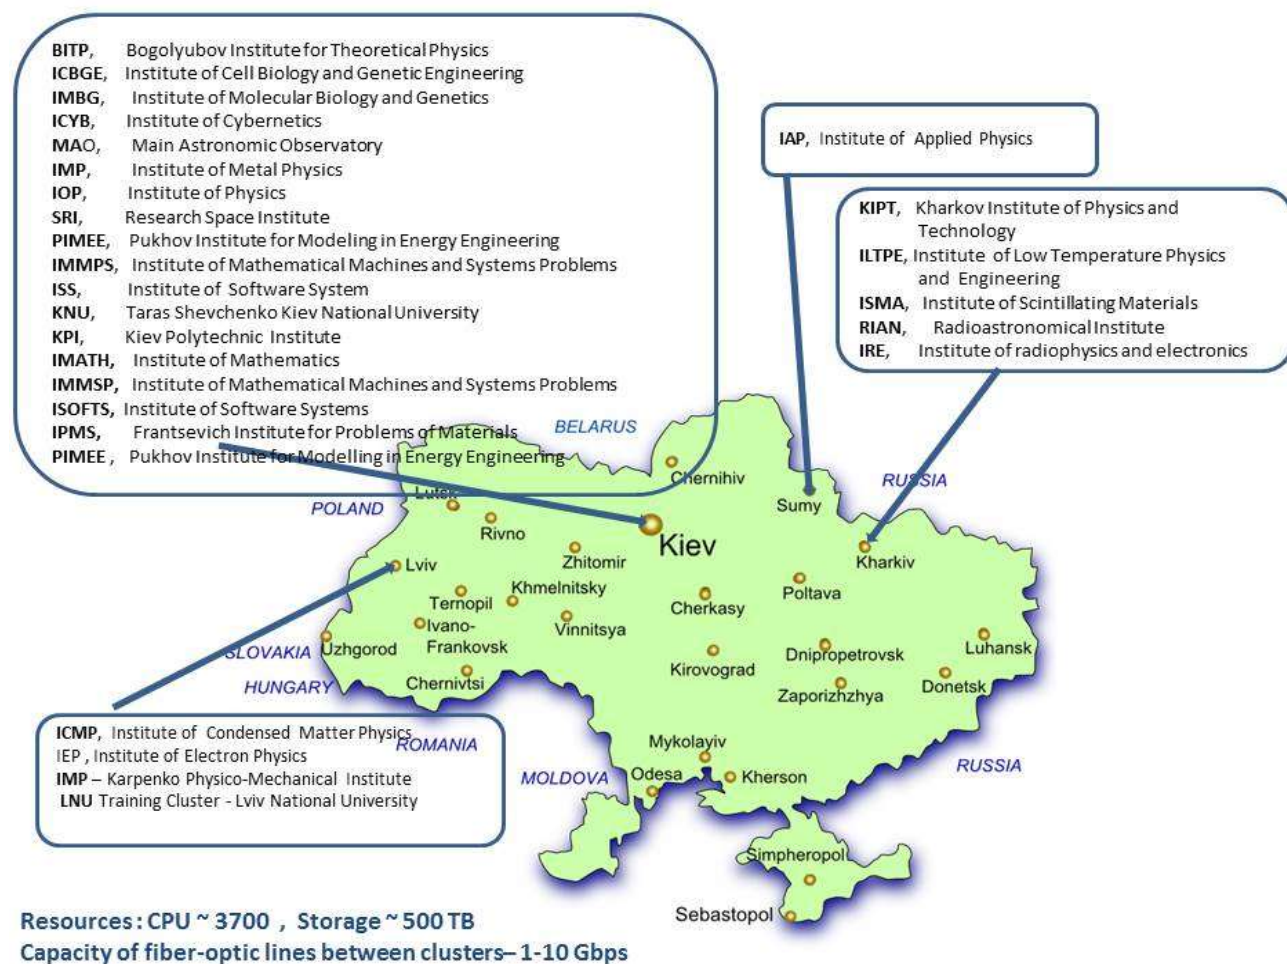 BITP, Bogolyubov Institute for Theoretical Physics
ICBGE, Institute of Cell Biology and Genetic Engineering
IMBG, Institute of Molecular Biology and Genetics
ICYB, Institute of Cybernetics
MAO, Main Astronomic Observatory
IMP, Institute of Metal Physics
IOP, Institute of Physics
SRI, Research Space Institute
PIMEE, Pukhov Institute for Modeling in Energy Engineering
IMMPS, Institute of Mathematical Machines and Systems Problems
ISS, Institute of Software System
KNU, Taras Shevchenko Kiev National University
KPI, Kiev Polytechnic Institute
IMATH, Institute of Mathematics
IMMSP, Institute of Mathematical Machines and Systems Problems
ISOFTS, Institute of Software Systems
IPMS, Frantsevich Institute for Problems of Materials
PIMEE , Pukhov Institute for Modelling in Energy Engineering
IAP, Institute of Applied Physics
KIPT, Kharkov Institute of Physics and
Technology
ILTPE, Institute of Low Temperature Physics
and Engineering
ISMA, Institute of Scintillating Materials
RIAN, Radioastronomical Institute
IRE, Institute of radiophysics and electronics
BELARUS
Chernihiv
RUSSIA
Lutsk
Sumy
POLAND
Rivno
Kiev
Zhitomir
Kharkiv
Lviv
Khmelnitsky
Poltava
Ternopil
Cherkasy
Ivano-
Frankovsk
Vinnitsya
Uzhgorod
SLOVAKIA
Luhansk
Dnipropetrovsk
Kirovograd
HUNGARY
Chernivtsi
Donetsk
Zaporizhzhya
ICMP, Institute of Condensed Matter Physics
IEP , Institute of Electron Physics
IMP – Karpenko Physico-Mechanical Institute
LNU Training Cluster - Lviv National University
ROMANIA
Mykolayiv
MOLDOVA
Odesa
Kherson
RUSSIA
Simpheropol
Sebastopol
Resources : CPU ~ 3700 , Storage ~ 500 TB
Capacity of fiber-optic lines between clusters– 1-10 Gbps